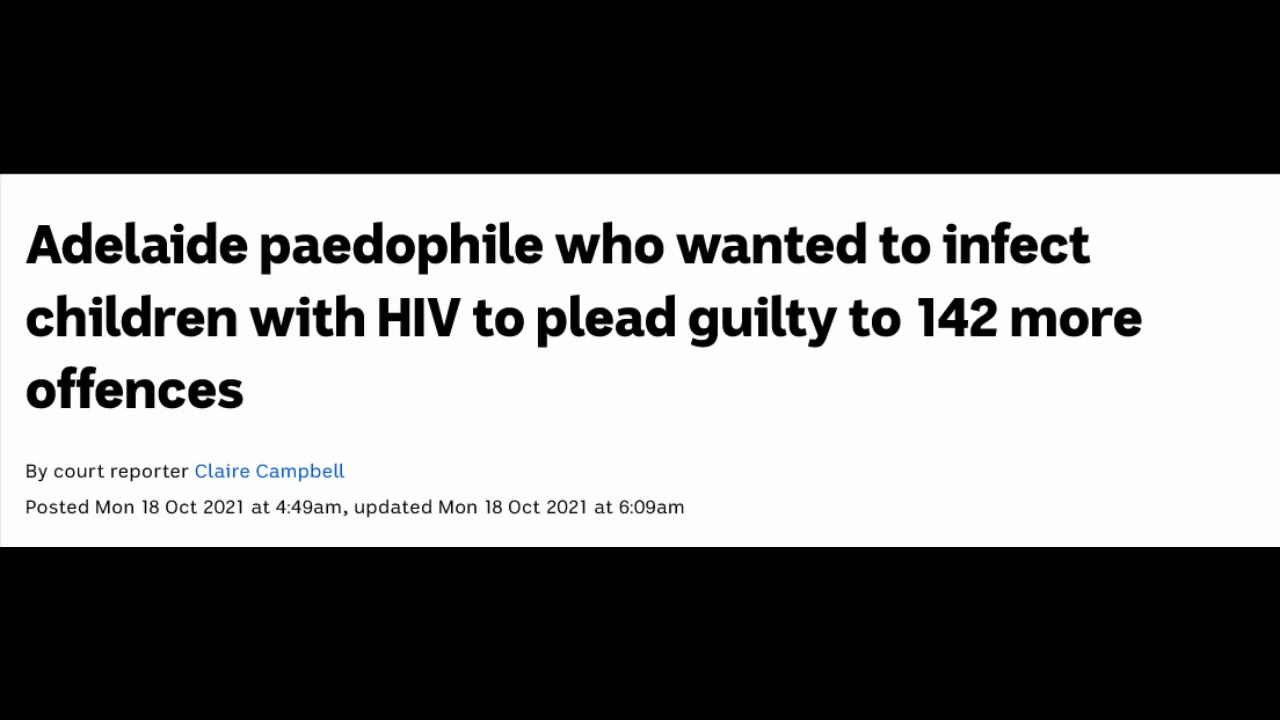 Adelaide paedophile who wanted to infect
children with HIV to plead guilty to 142 more
offences
By court reporter Claire Campbell
Posted Mon 18 Oct 2021 at 4:49am, updated Mon 18 Oct 2021 at 6:09am